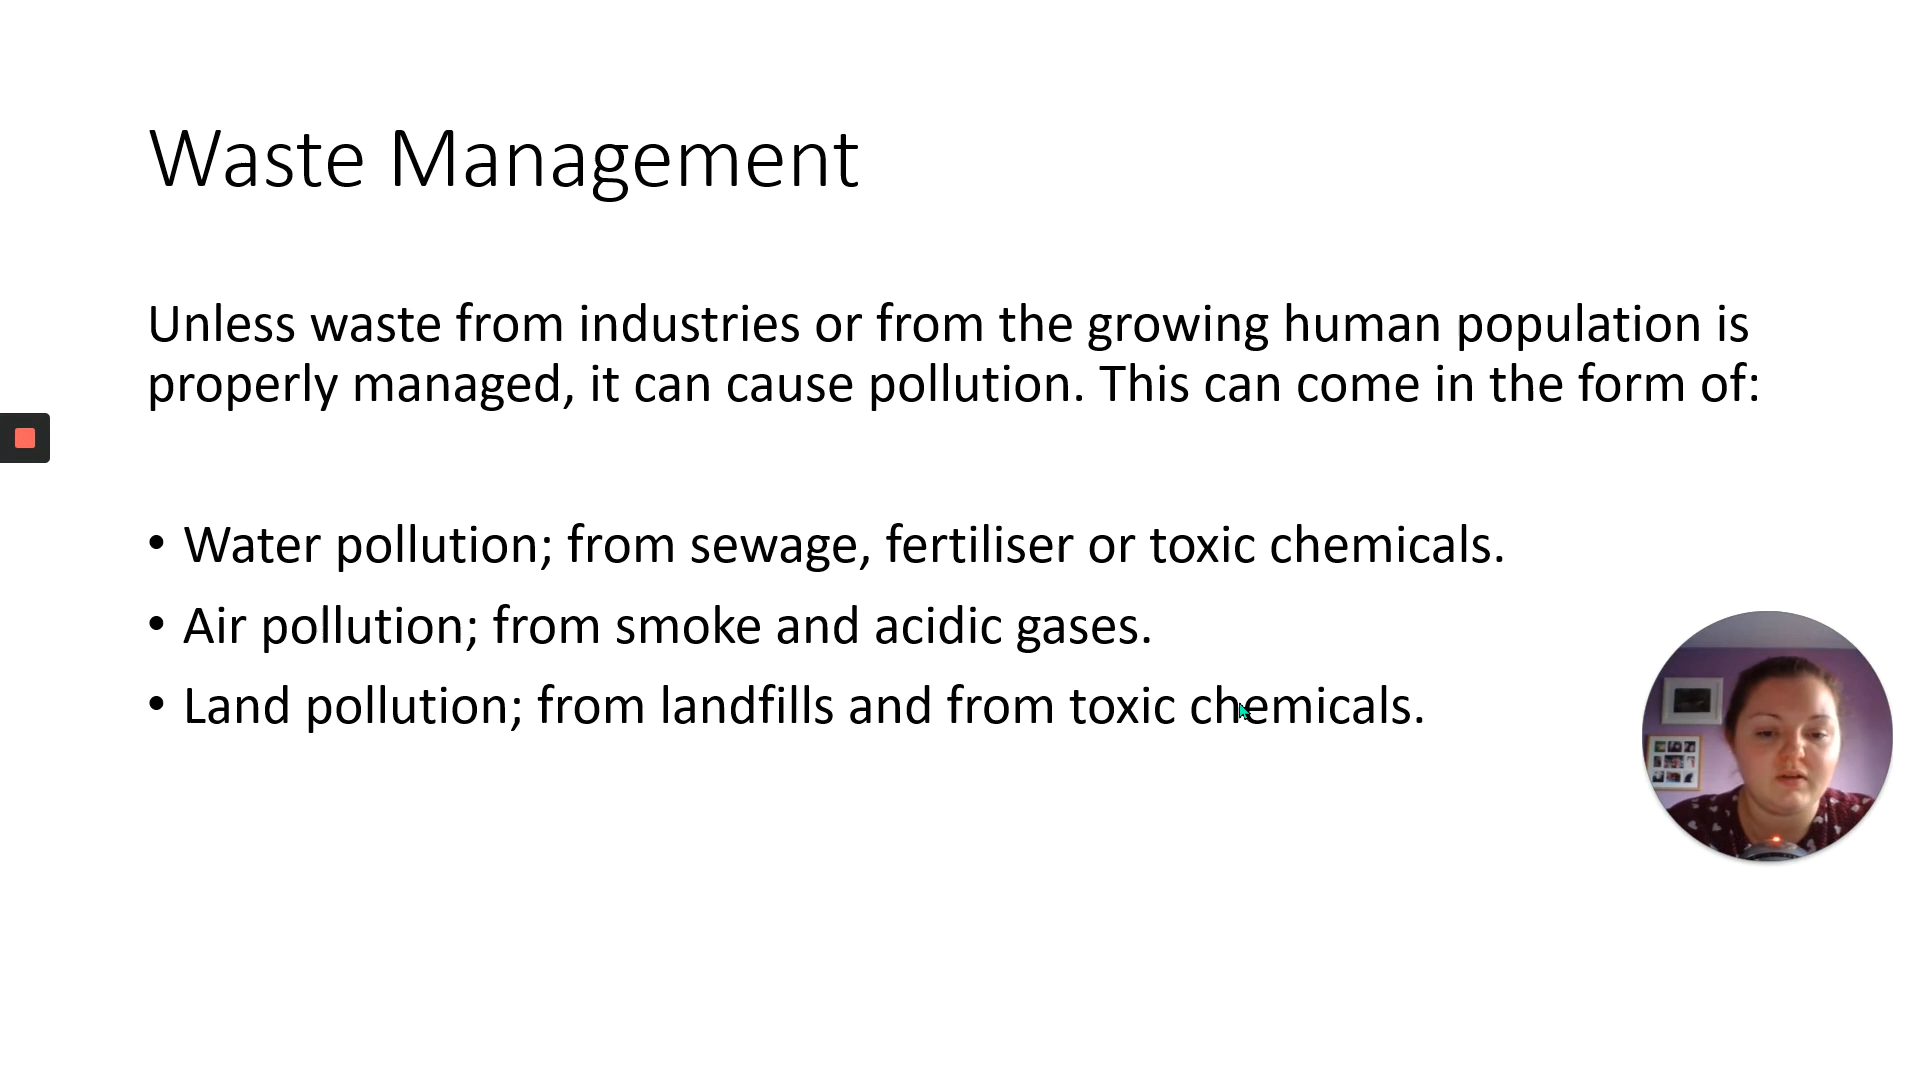 Waste Management
Unless waste from industries or from the growing human population is
properly managed, it can cause pollution. This can come in the form of:
• Water pollution; from sewage, fertiliser or toxic chemicals.
• Air pollution; from smoke and acidic gases.
• Land pollution; from landfills and from toxic chemicals.